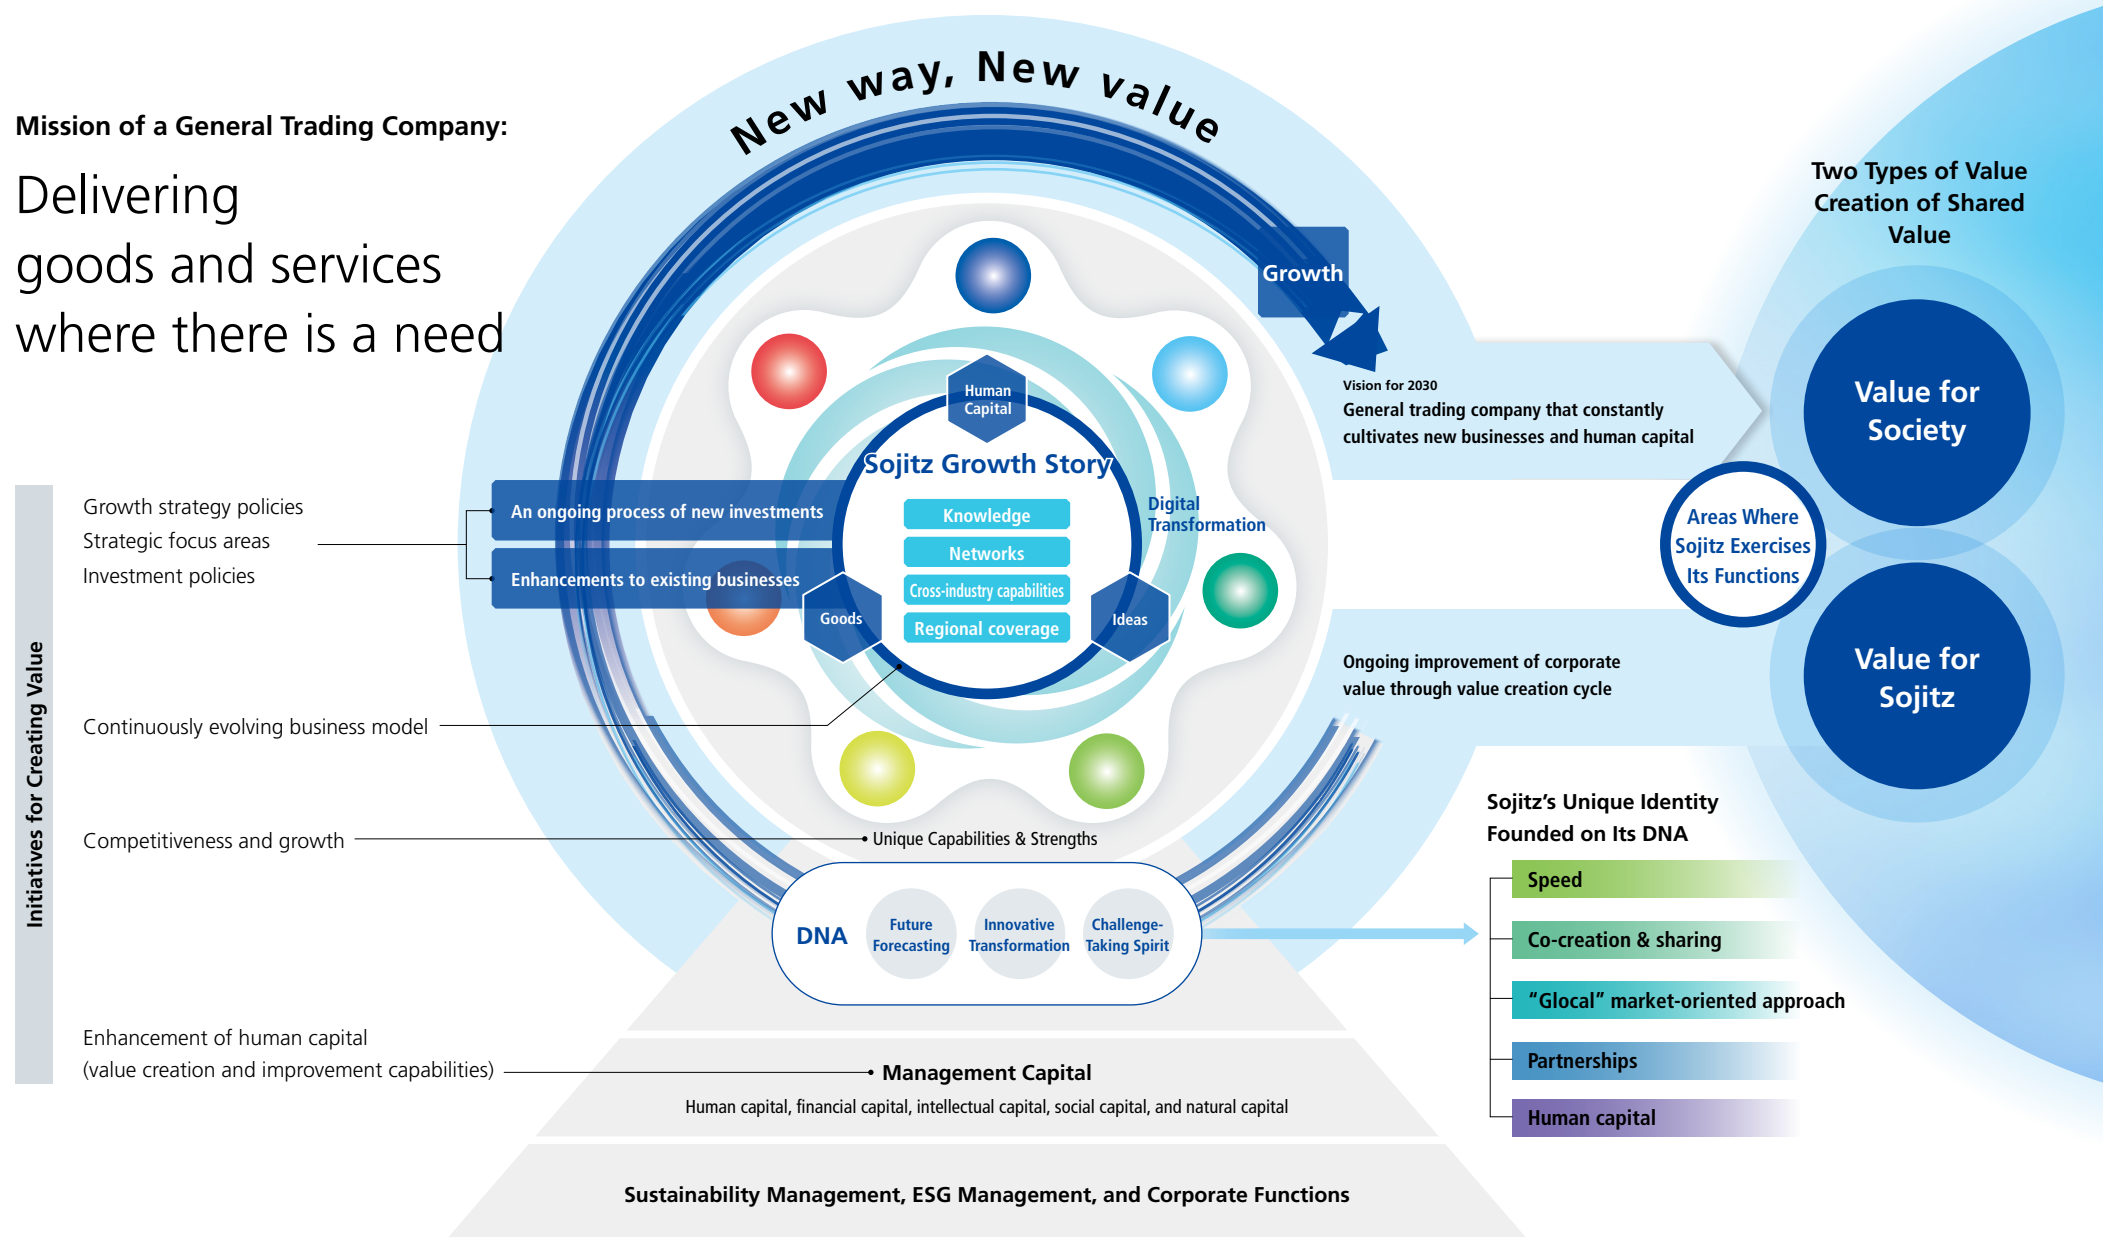 New way, New value
Mission of a General Trading Company:
Delivering
goods and services
where there is a need
Growth
Two Types of Value
Creation of Shared
Value
Value for
Society
Vision for 2030
General trading company that constantly
cultivates new businesses and human capital
Human
Capital
Sojitz Growth Story
Knowledge
Networks
Cross-industry capabilities
Regional coverage
Goods
Ideas
Digital
Transformation
Areas Where
Sojitz Exercises
Its Functions
Value for
Sojitz
Ongoing improvement of corporate
value through value creation cycle
Initiatives for Creating Value
Growth strategy policies
Strategic focus areas
Investment policies
An ongoing process of new investments
Enhancements to existing businesses
Continuously evolving business model
Competitiveness and growth
Unique Capabilities & Strengths
DNA
Future
Forecasting
Innovative
Transformation
Challenge-
Taking Spirit
Sojitz’s Unique Identity
Founded on Its DNA
Speed
Co-creation & sharing
“Glocal” market-oriented approach
Partnerships
Human capital
Enhancement of human capital
(value creation and improvement capabilities)
Management Capital
Human capital, financial capital, intellectual capital, social capital, and natural capital
Sustainability Management, ESG Management, and Corporate Functions